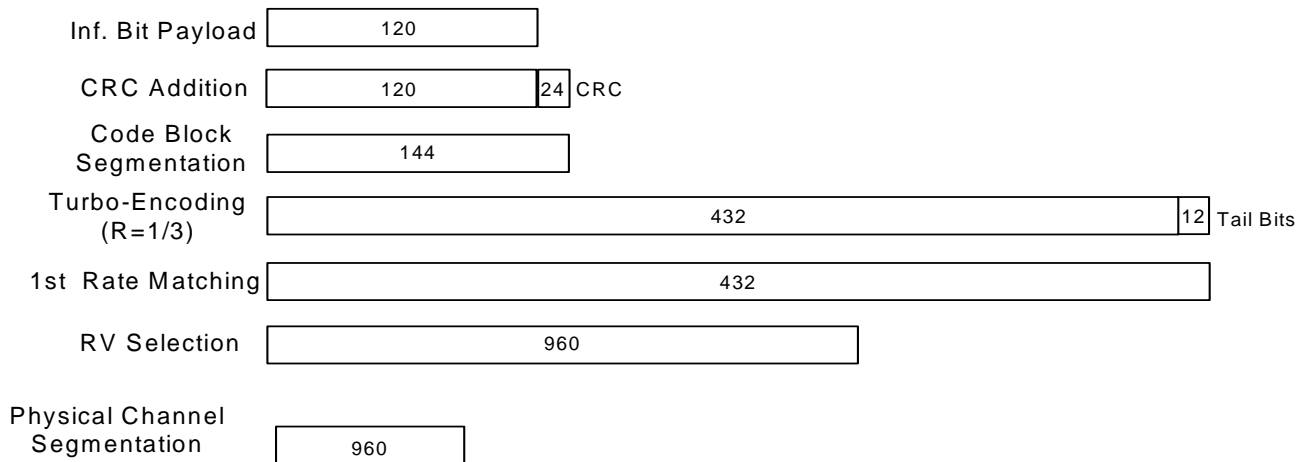 Inf. Bit Payload 120
CRC Addition 120 24 CRC
Code Block
Segmentation 144
Turbo-Encoding
(R=1/3) 432 12 Tail Bits
1st Rate Matching 432
RV Selection 960
Physical Channel
Segmentation 960